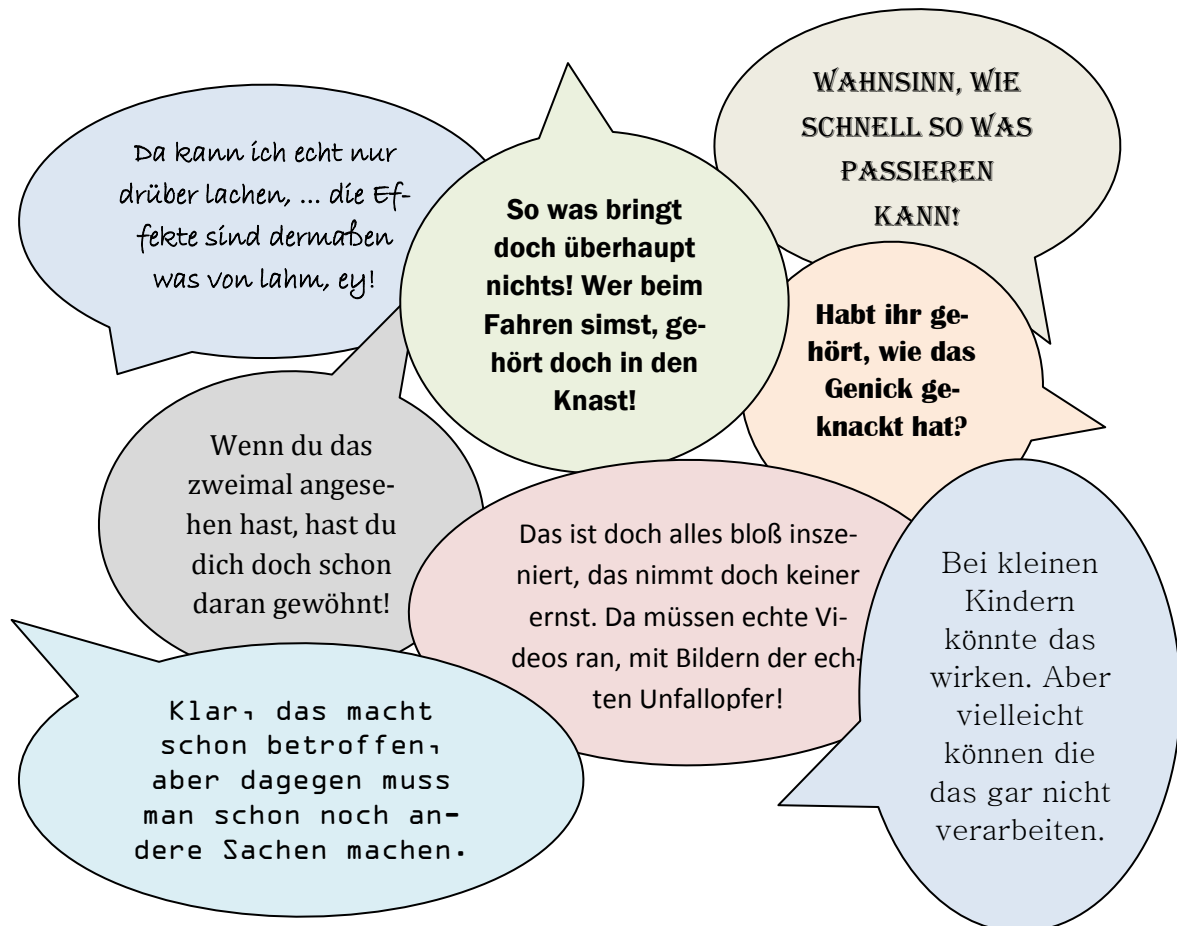 Da kann ich echt nur
drüber lachen, ... die Ef-
fekte sind dermaßen
was von lahm, ey!
So was bringt
doch überhaupt
nichts! Wer beim
Fahren simst, ge-
hört doch in den
Knast!
WAHNSINN, WIE
SCHNELL SO WAS
PASSIEREN
KANN!
Habt ihr ge-
hört, wie das
Genick ge-
knackt hat?
Wenn du das
zweimal angese-
hen hast, hast du
dich doch schon
daran gewöhnt!
Das ist doch alles bloß insze-
niert, das nimmt doch keiner
ernst. Da müssen echte Vi-
deos ran, mit Bildern der ech-
ten Unfallopfer!
Bei kleinen
Kindern
könnte das
wirken. Aber
vielleicht
können die
das gar nicht
verarbeiten.
Klar, das macht
schon betroffen,
aber dagegen muss
man schon noch an-
dere Sachen machen.